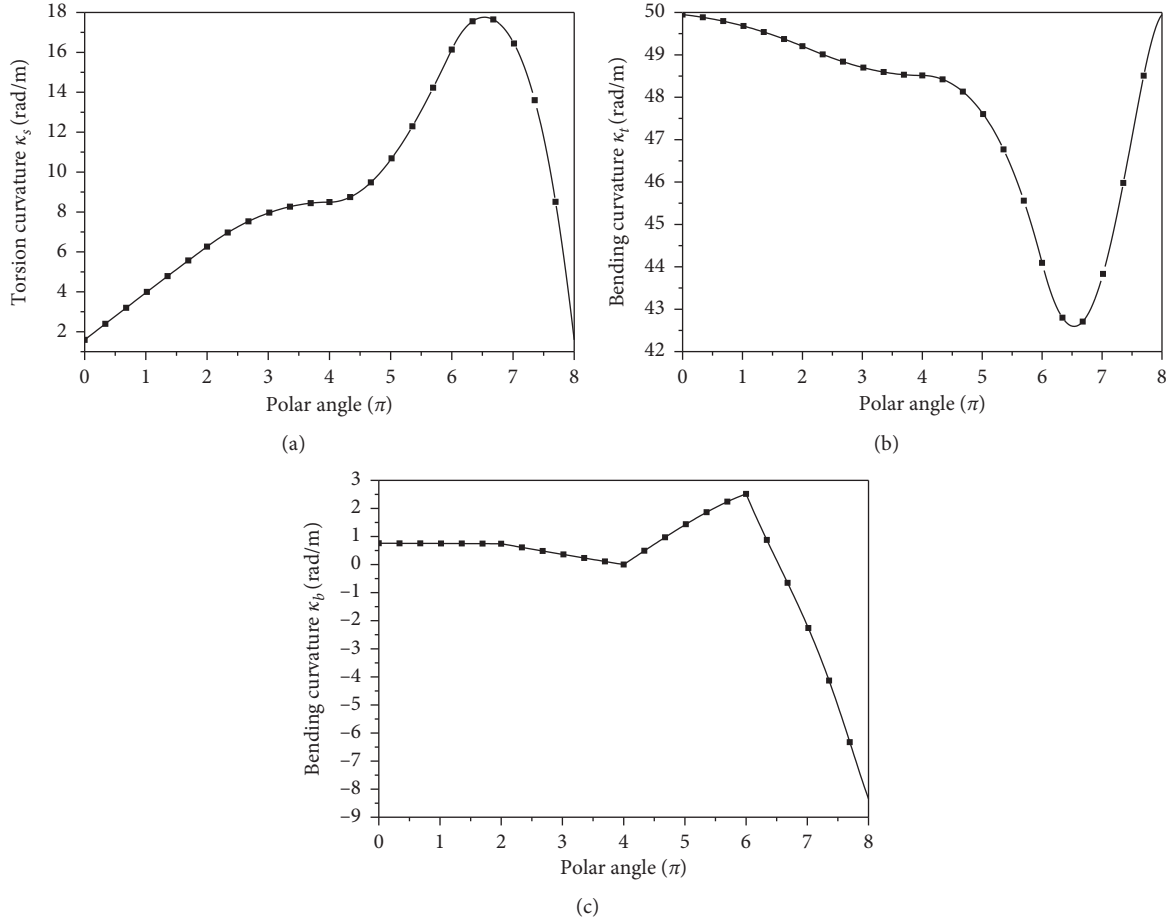 18
16
14
12
10
8
6
4
2
Torsion curvature κs (rad/m)
0 1 2 3 4 5 6 7 8
Polar angle (π)
(a)
50
49
48
47
46
45
44
43
42
Bending curvature κt (rad/m)
0 1 2 3 4 5 6 7 8
Polar angle (π)
(b)
3
2
1
0
−1
−2
−3
−4
−5
−6
−7
−8
−9
Bending curvature κb (rad/m)
0 1 2 3 4 5 6 7 8
Polar angle (π)
(c)